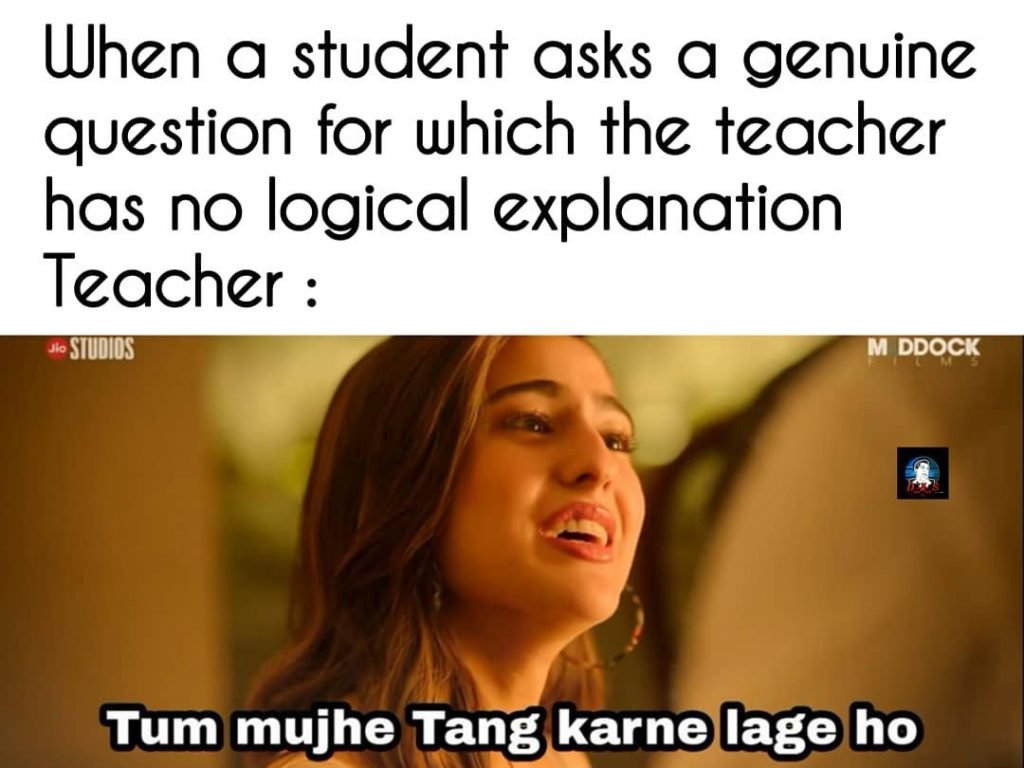 When a student asks a genuine
question for which the teacher
has no logical explanation
Teacher :
Jio STUDIOS
MADDOCK
FILMS
Tum mujhe Tang karne lage ho